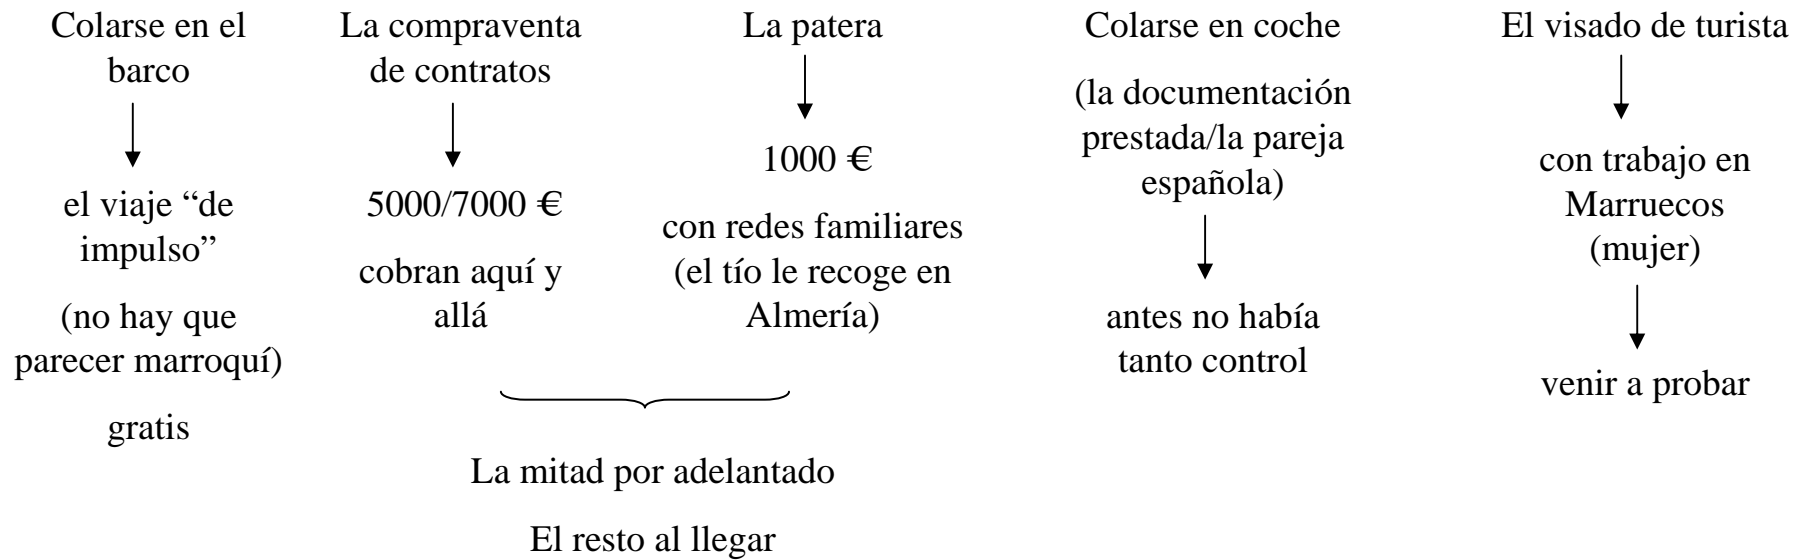 Colarse en el
barco
el viaje “de
impulso”
(no hay que
parecer marroquí)
gratis
La compraventa
de contratos
5000/7000 €
cobran aquí y
allá
La patera
1000 €
con redes familiares
(el tío le recoge en
Almería)
La mitad por adelantado
El resto al llegar
Colarse en coche
(la documentación
prestada/la pareja
española)
antes no había
tanto control
El visado de turista
con trabajo en
Marruecos
(mujer)
venir a probar